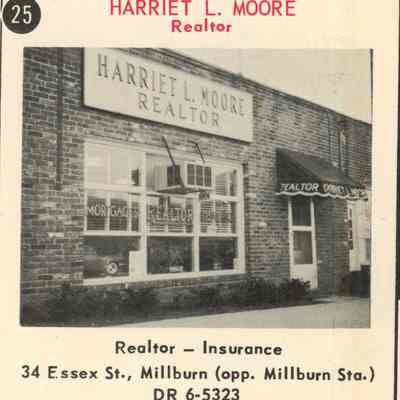 25
HARRIET L. MOORE
Realtor
HARRIET L. MOORE
REALTOR
MORTGAGE
REALTOR
REALTOR
Realtor – Insurance
34 Essex St., Millburn (opp. Millburn Sta.)
DR 6-5323